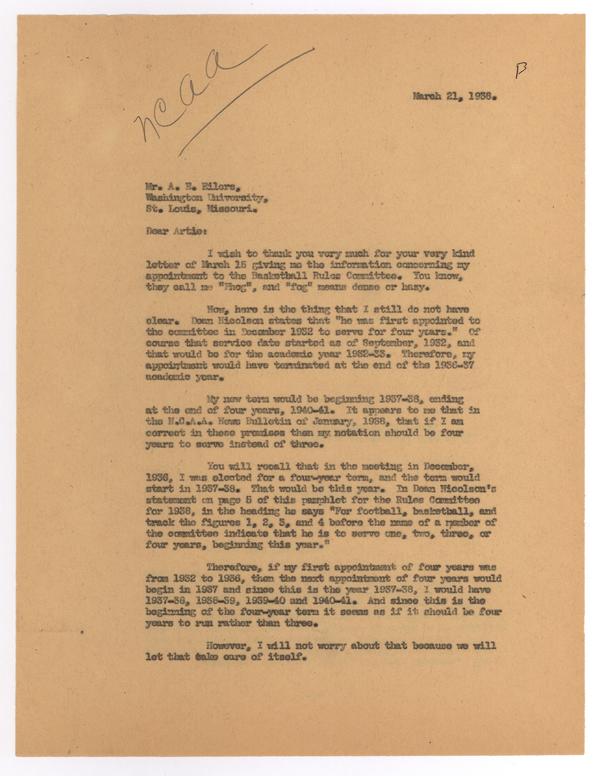 ncaa
B
March 21, 1938.
Mr. A. E. Eilers,
Washington University,
St. Louis, Missouri.
Dear Artie:
I wish to thank you very much for your very kind
letter of March 15 giving me the information concerning my
appointment to the Basketball Rules Committee. You know,
they call me "Phog", and "fog" means dense or hazy.
Now, here is the thing that I still do not have
clear. Dean Nicolson states that "he was first appointed to
the committee in December 1932 to serve for four years." Of
course that service date started as of September, 1932, and
that would be for the academic year 1932-33. Therefore, my
appointment would have terminated at the end of the 1936-37
academic year.
My new term would be beginning 1937-38, ending
at the end of four years, 1940-41. It appears to me that in
the N.C.A.A. News Bulletin of January, 1938, that if I am
correct in these premises then my notation should be four
years to serve instead of three.
You will recall that in the meeting in December,
1936, I was elected for a four-year term, and the term would
start in 1937-38. That would be this year. In Dean Nicolson's
statement on page 5 of this pamphlet for the Rules Committee
for 1938, in the heading he says "For football, basketball, and
track the figures 1, 2, 3, and 4 before the name of a member of
the committee indicate that he is to serve one, two, three, or
four years, beginning this year."
Therefore, if my first appointment of four years was
from 1932 to 1936, then the next appointment of four years would
begin in 1937 and since this is the year 1937-38, I would have
1937-38, 1938-39, 1939-40 and 1940-41. And since this is the
beginning of the four-year term it seems as if it should be four
years to run rather than three.
However, I will not worry about that because we will
let that take care of itself.